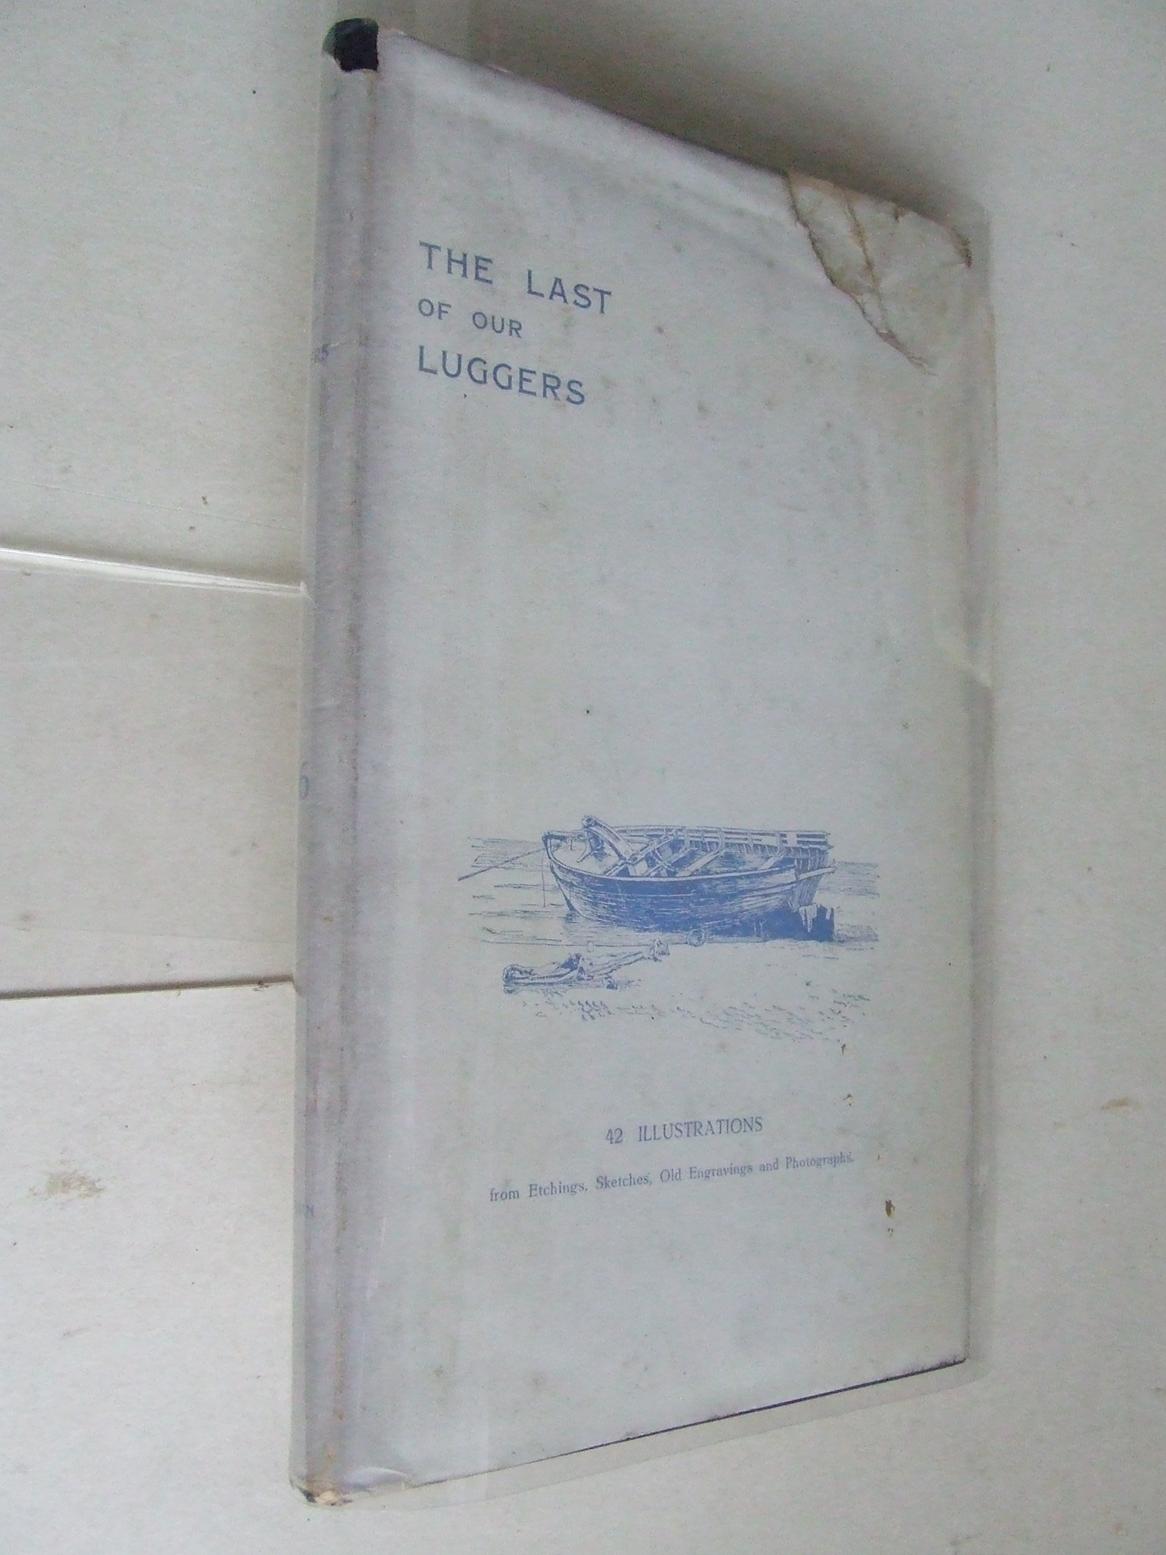 THE LAST
OF OUR
LUGGERS
42 ILLUSTRATIONS
from Etchings, Sketches, Old Engravings and Photographs.